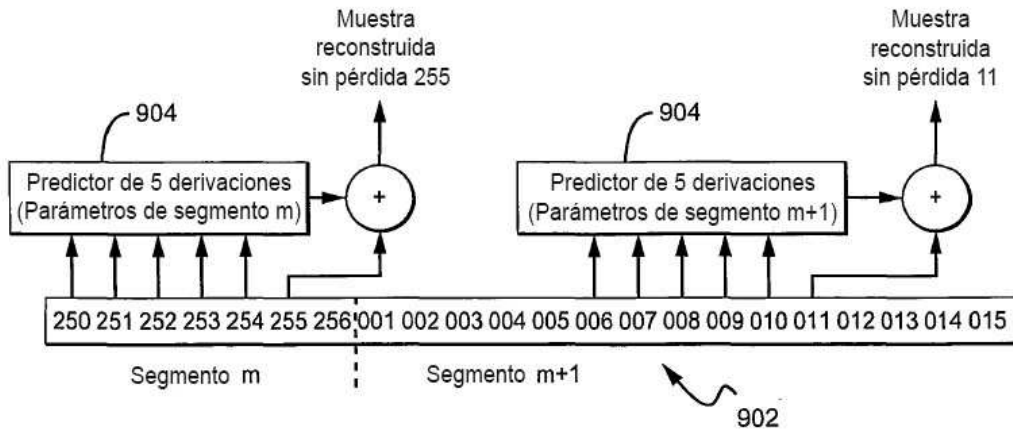 Muestra
reconstruida
sin pérdida 255
Muestra
reconstruida
sin pérdida 11
904
904
Predictor de 5 derivaciones
(Parámetros de segmento m)
+
Predictor de 5 derivaciones
(Parámetros de segmento m+1)
+
250 251 252 253 254 255 256 001 002 003 004 005 006 007 008 009 010 011 012 013 014 015
Segmento m
Segmento m+1
902